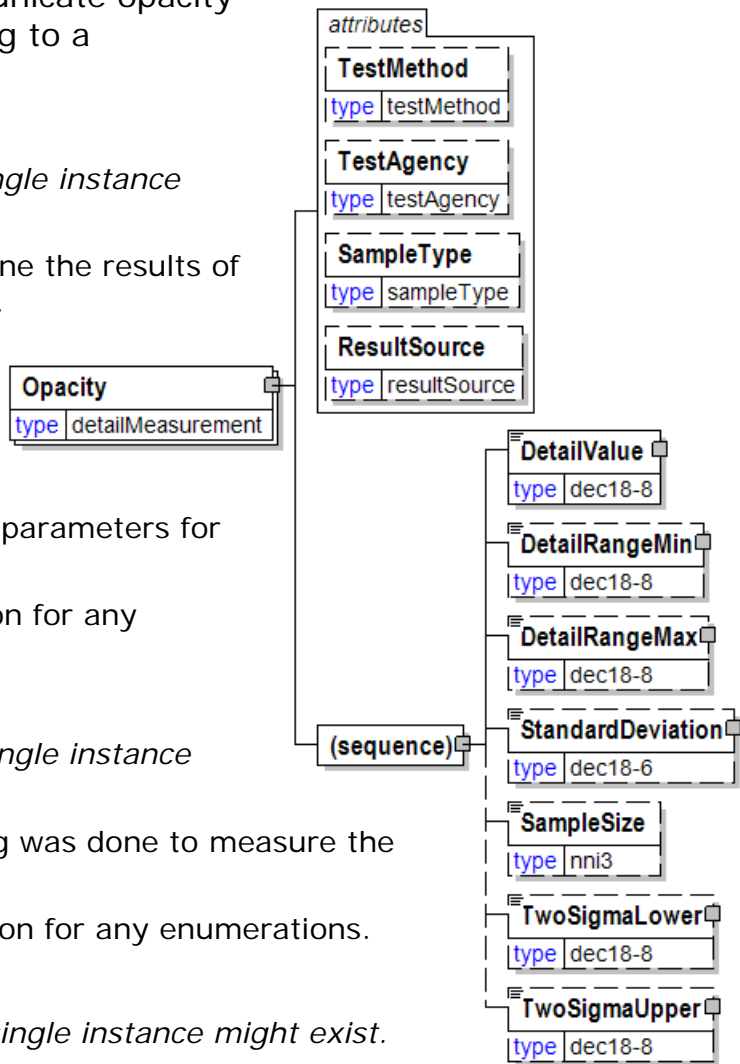 unicate opacity
g to a
ngle instance
ne the results of
parameters for
on for any
ngle instance
g was done to measure the
on for any enumerations.
single instance might exist.
attributes
TestMethod
type testMethod
TestAgency
type testAgency
SampleType
type sampleType
ResultSource
type resultSource
Opacity
type detailMeasurement
(sequence)
DetailValue
type dec18-8
DetailRangeMin
type dec18-8
DetailRangeMax
type dec18-8
StandardDeviation
type dec18-6
SampleSize
type nni3
TwoSigmaLower
type dec18-8
TwoSigmaUpper
type dec18-8